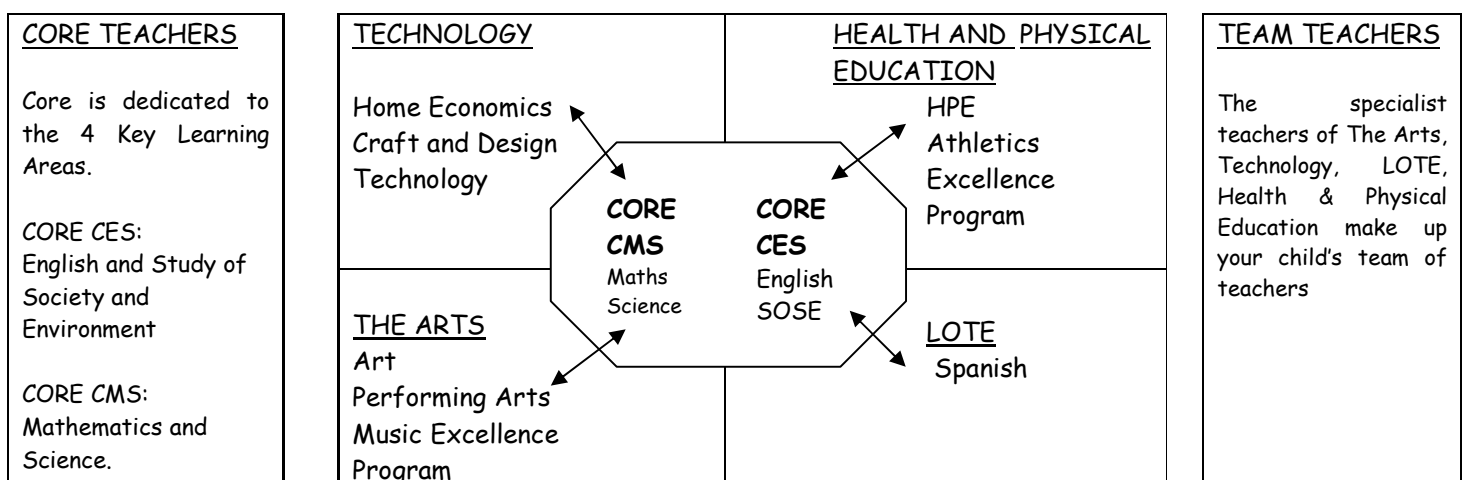 CORE TEACHERS
Core is dedicated to
the 4 Key Learning
Areas.
CORE CES:
English and Study of
Society and
Environment
CORE CMS:
Mathematics and
Science.
TECHNOLOGY
Home Economics
Craft and Design
Technology
HEALTH AND PHYSICAL
EDUCATION
HPE
Athletics
Excellence
Program
CORE
CMS
Maths
Science
CORE
CES
English
SOSE
THE ARTS
Art
Performing Arts
Music Excellence
Program
LOTE
Spanish
TEAM TEACHERS
The specialist
teachers of The Arts,
Technology, LOTE,
Health & Physical
Education make up
your child's team of
teachers